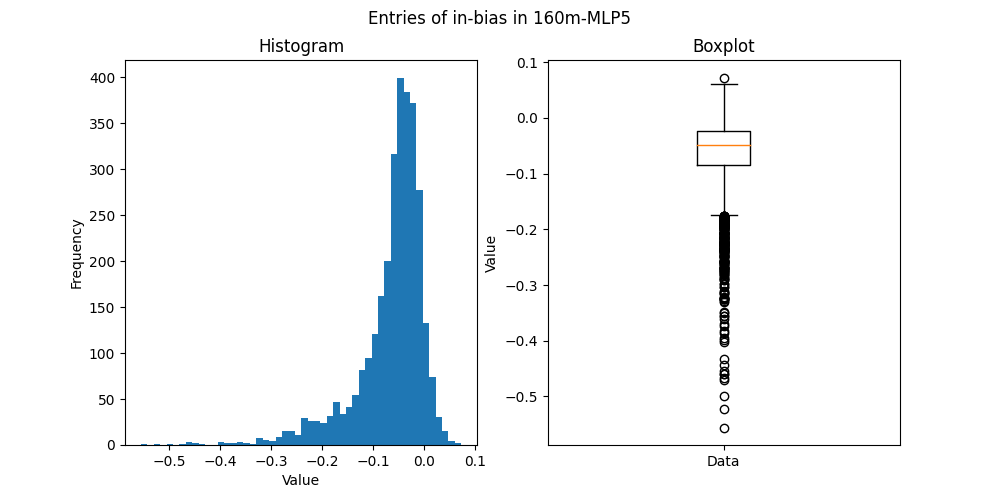 Entries of in-bias in 160m-MLP5
Histogram
400
350
300
250
200
150
100
50
0
Frequency
−0.5 −0.4 −0.3 −0.2 −0.1 0.0 0.1
Value
Boxplot
0.1
0.0
−0.1
−0.2
−0.3
−0.4
−0.5
Value
Data